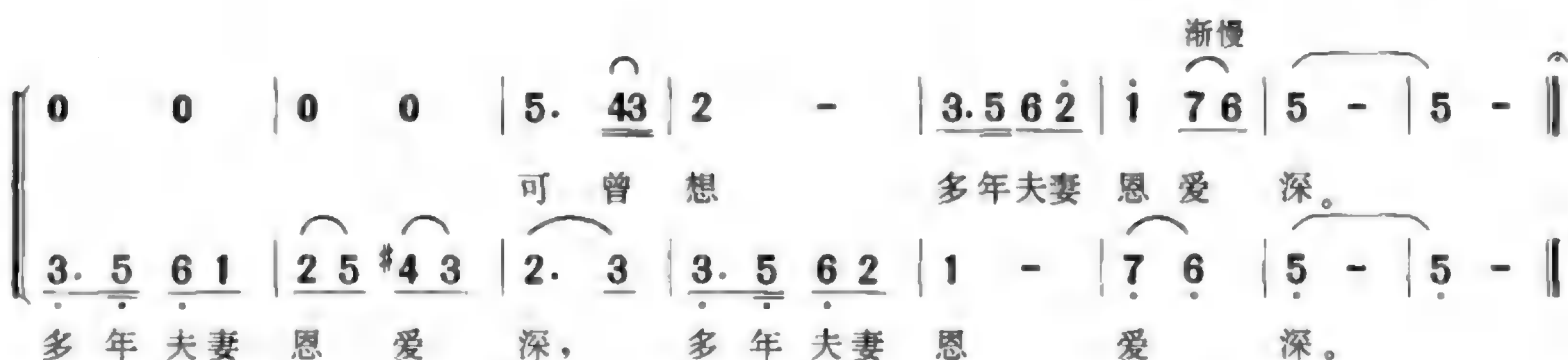 渐慢
0 0 | 0 0 | 5. 43 | 2 - | 3.5 6 2̇ | 1̇ 7 6 | 5 - | 5 - ‖
可 曾 想 多年夫妻 恩 爱 深。
3̣. 5̣ 6̣ 1 | 2 5 #4 3 | 2. 3 | 3̣. 5̣ 6̣ 2 | 1 - | 7̣ 6̣ | 5̣ - | 5̣ - ‖
多 年 夫妻 恩 爱 深, 多 年 夫妻 恩 爱 深。